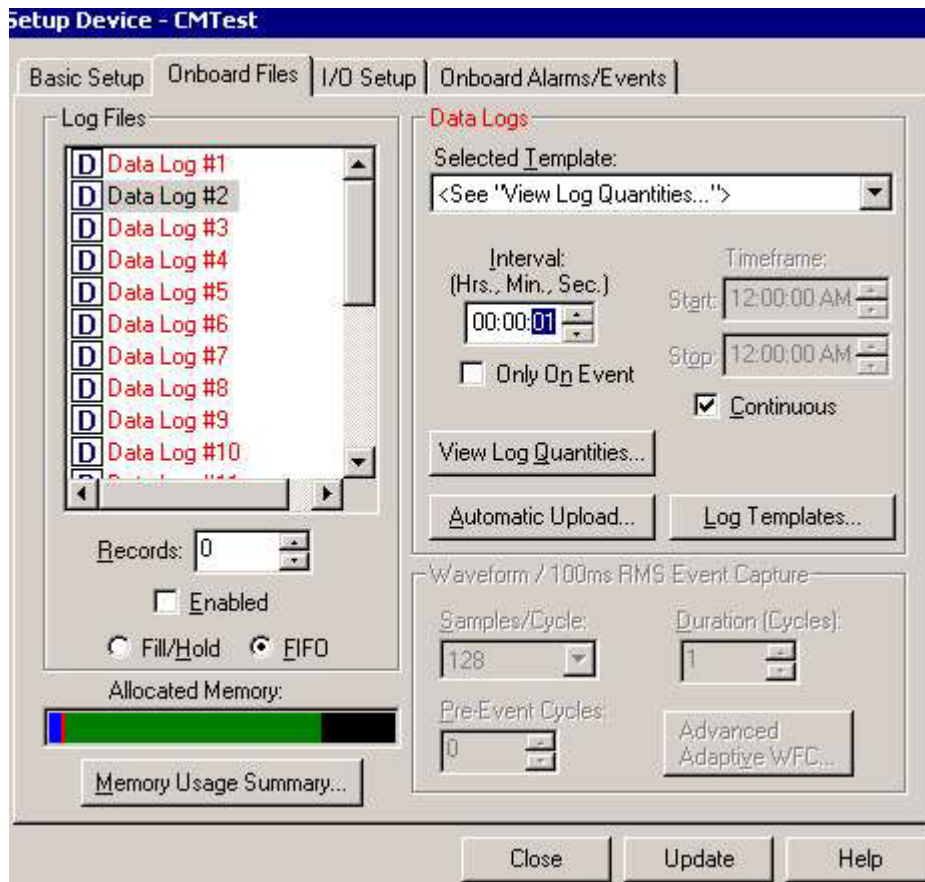 Setup Device - CMTest
Basic Setup
Onboard Files
I/O Setup
Onboard Alarms/Events
Log Files
D Data Log #1
D Data Log #2
D Data Log #3
D Data Log #4
D Data Log #5
D Data Log #6
D Data Log #7
D Data Log #8
D Data Log #9
D Data Log #10
Records: 0
Enabled
Fill/Hold
FIFO
Allocated Memory:
Memory Usage Summary...
Data Logs
Selected Template:
<See "View Log Quantities...">
Interval:
(Hrs., Min., Sec.)
00:00:01
Only On Event
Timeframe:
Start: 12:00:00 AM
Stop: 12:00:00 AM
Continuous
View Log Quantities...
Automatic Upload...
Log Templates...
Waveform / 100ms RMS Event Capture
Samples/Cycle:
128
Duration (Cycles):
1
Pre-Event Cycles:
0
Advanced
Adaptive WFC...
Close
Update
Help